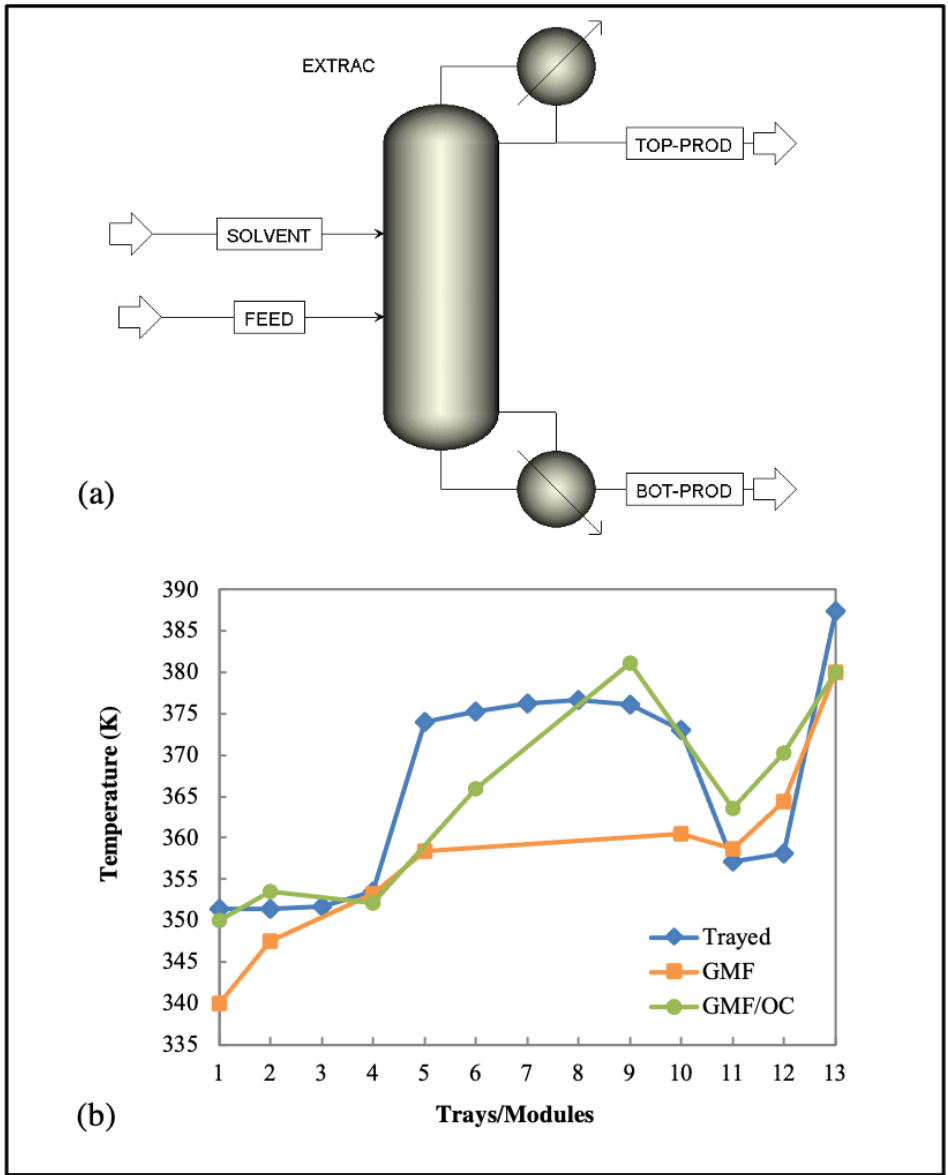 EXTRAC
TOP-PROD
SOLVENT
FEED
BOT-PROD
(a)
390
385
380
375
370
365
360
355
350
345
340
335
Temperature (K)
Trayed
GMF
GMF/OC
1 2 3 4 5 6 7 8 9 10 11 12 13
Trays/Modules
(b)